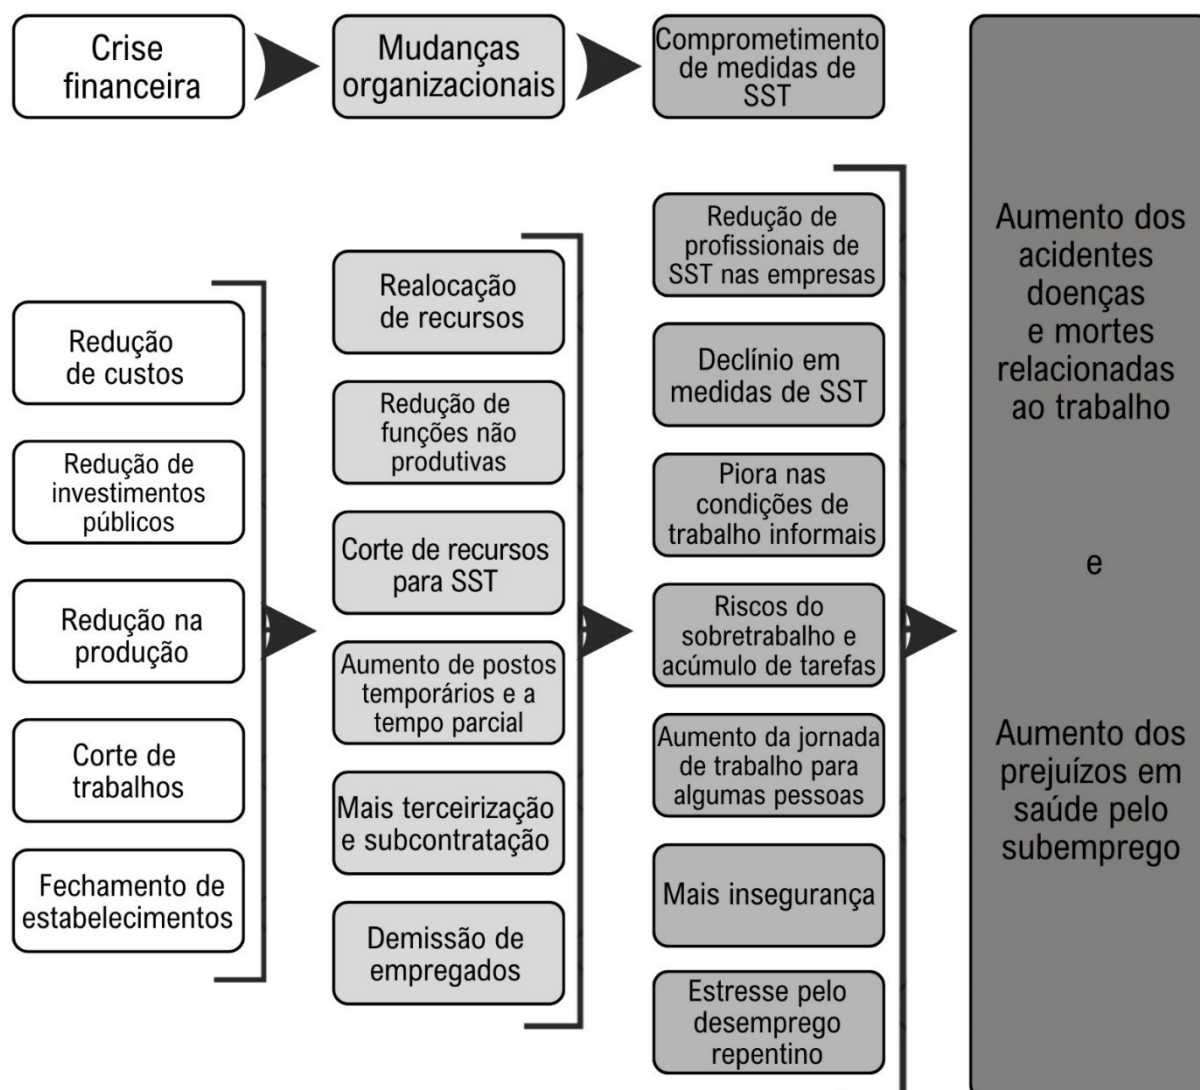 Crise
financeira
Mudanças
organizacionais
Comprometimento
de medidas de
SST
Redução
de custos
Redução de
investimentos
públicos
Redução na
produção
Corte de
trabalhos
Fechamento de
estabelecimentos
Realocação
de recursos
Redução de
funções não
produtivas
Corte de recursos
para SST
Aumento de postos
temporários e a
tempo parcial
Mais terceirização
e subcontratação
Demissão de
empregados
Redução de
profissionais de
SST nas empresas
Declínio em
medidas de SST
Piora nas
condições de
trabalho informais
Riscos do
sobretrabalho e
acúmulo de tarefas
Aumento da jornada
de trabalho para
algumas pessoas
Mais insegurança
Estresse pelo
desemprego
repentino
Aumento dos
acidentes
doenças
e mortes
relacionadas
ao trabalho
e
Aumento dos
prejuízos em
saúde pelo
subemprego